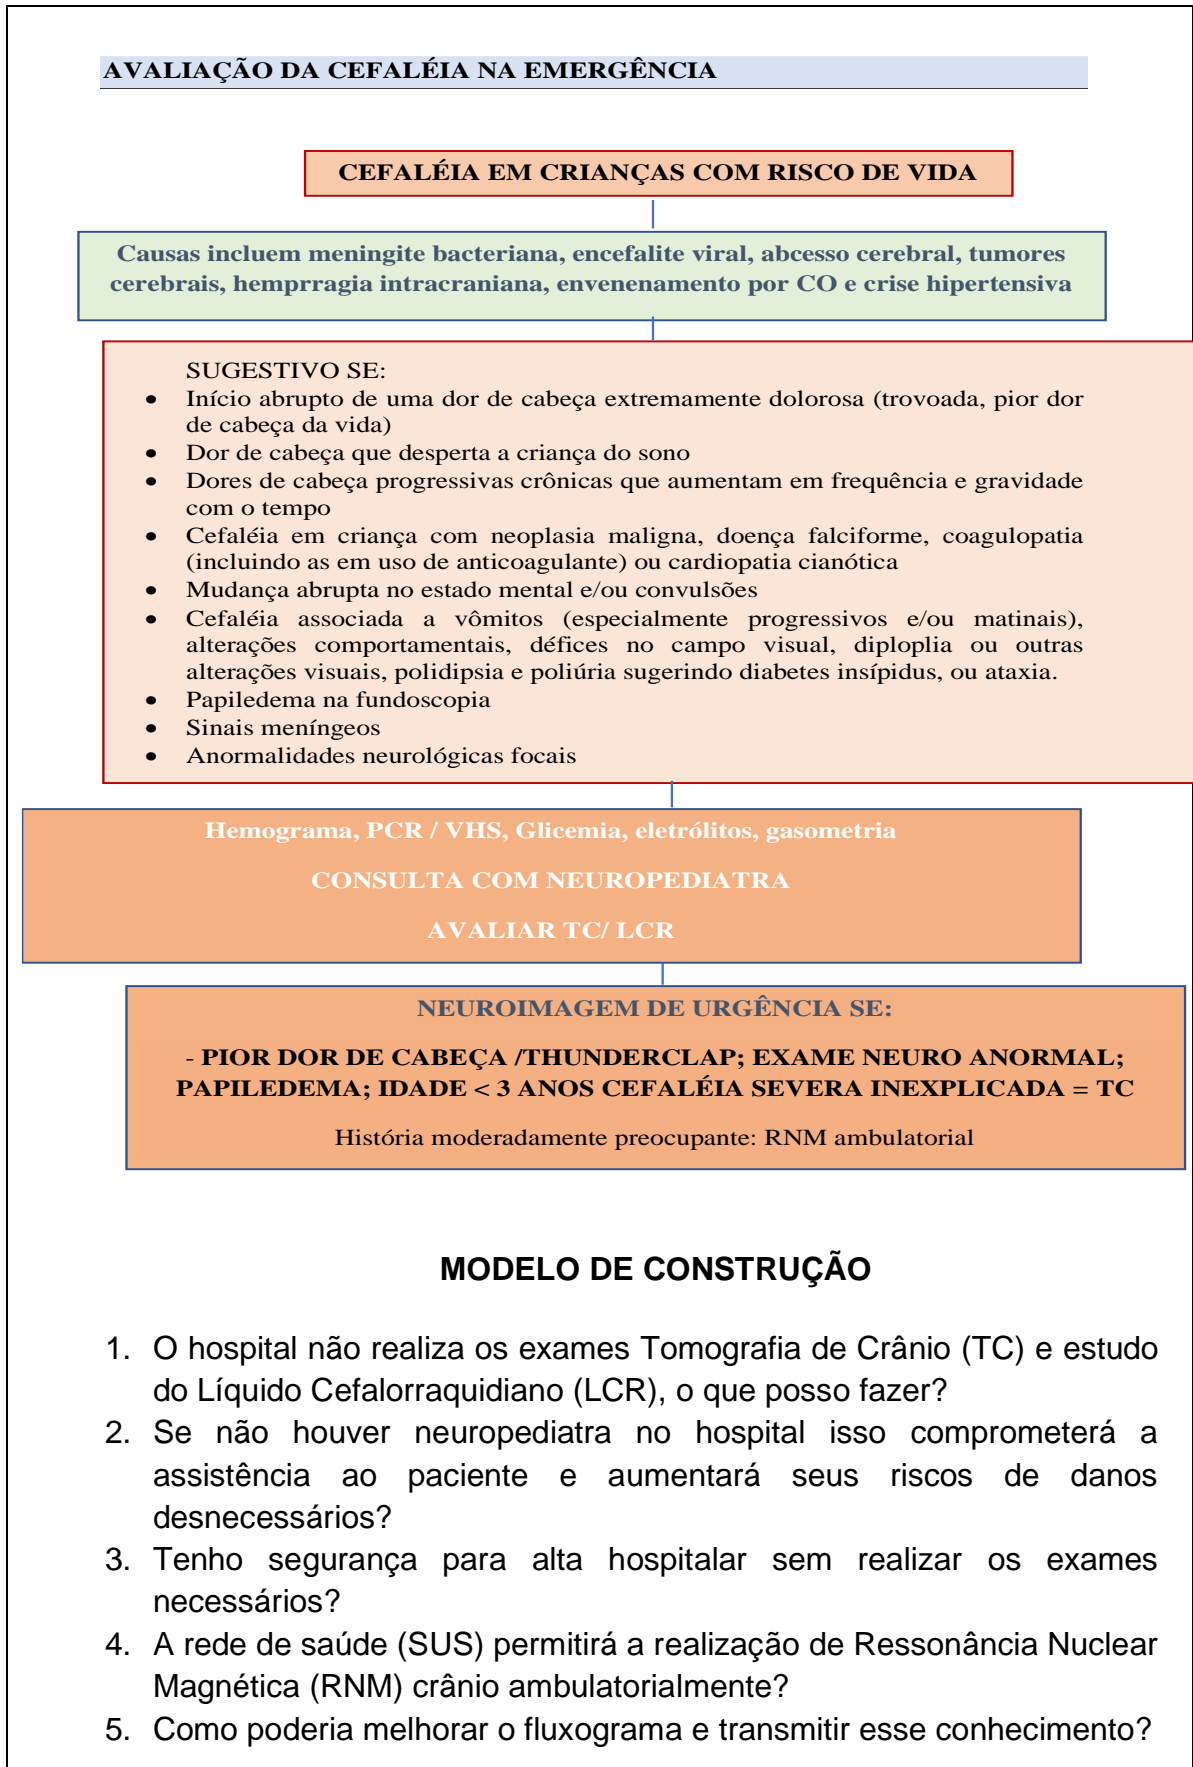 AVALIAÇÃO DA CEFALÉIA NA EMERGÊNCIA
CEFALÉIA EM CRIANÇAS COM RISCO DE VIDA
Causas incluem meningite bacteriana, encefalite viral, abcesso cerebral, tumores
cerebrais, hemprragia intracraniana, envenenamento por CO e crise hipertensiva
SUGESTIVO SE:
• Início abrupto de uma dor de cabeça extremamente dolorosa (trovoada, pior dor
de cabeça da vida)
• Dor de cabeça que desperta a criança do sono
• Dores de cabeça progressivas crônicas que aumentam em frequência e gravidade
com o tempo
• Cefaléia em criança com neoplasia maligna, doença falciforme, coagulopatia
(incluindo as em uso de anticoagulante) ou cardiopatia cianótica
• Mudança abrupta no estado mental e/ou convulsões
• Cefaléia associada a vômitos (especialmente progressivos e/ou matinais),
alterações comportamentais, défices no campo visual, diploplia ou outras
alterações visuais, polidipsia e poliúria sugerindo diabetes insípidus, ou ataxia.
• Papiledema na fundoscopia
• Sinais meníngeos
• Anormalidades neurológicas focais
Hemograma, PCR / VHS, Glicemia, eletrólitos, gasometria
CONSULTA COM NEUROPEDIATRA
AVALIAR TC/ LCR
NEUROIMAGEM DE URGÊNCIA SE:
- PIOR DOR DE CABEÇA /THUNDERCLAP; EXAME NEURO ANORMAL;
PAPILEDEMA; IDADE < 3 ANOS CEFALÉIA SEVERA INEXPLICADA = TC
História moderadamente preocupante: RNM ambulatorial
MODELO DE CONSTRUÇÃO
1. O hospital não realiza os exames Tomografia de Crânio (TC) e estudo
do Líquido Cefalorraquidiano (LCR), o que posso fazer?
2. Se não houver neuropediatra no hospital isso comprometerá a
assistência ao paciente e aumentará seus riscos de danos
desnecessários?
3. Tenho segurança para alta hospitalar sem realizar os exames
necessários?
4. A rede de saúde (SUS) permitirá a realização de Ressonância Nuclear
Magnética (RNM) crânio ambulatorialmente?
5. Como poderia melhorar o fluxograma e transmitir esse conhecimento?